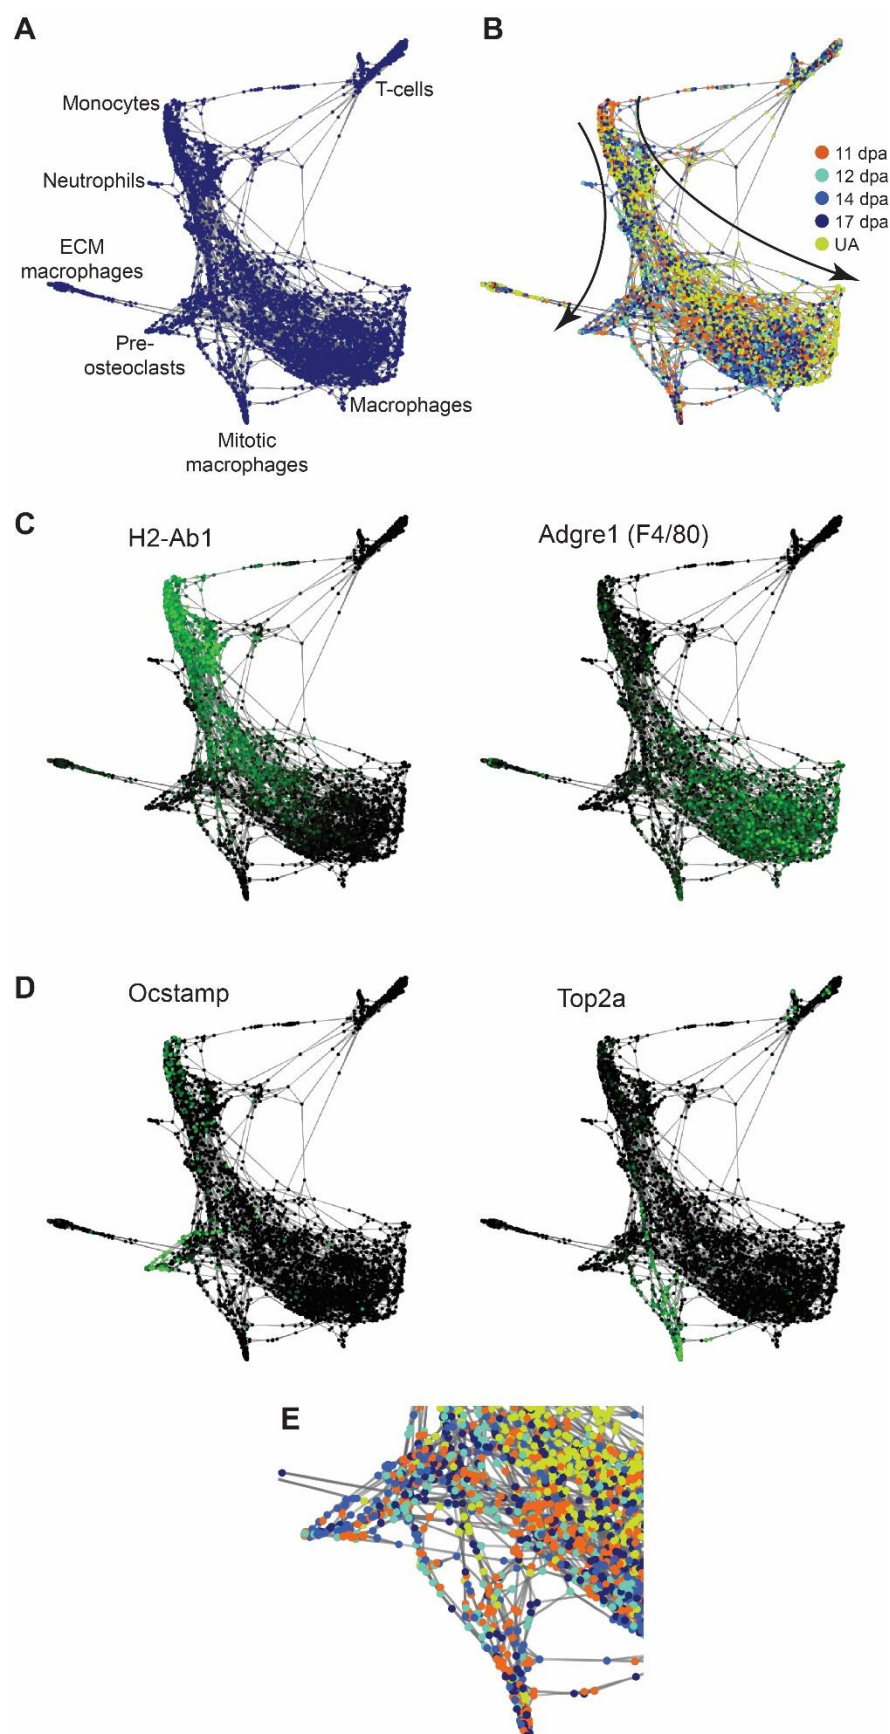 A
T-cells
Monocytes
Neutrophils
ECM
macrophages
Pre-
osteoclasts
Macrophages
Mitotic
macrophages
B
11 dpa
12 dpa
14 dpa
17 dpa
UA
C
H2-Ab1
Adgre1 (F4/80)
D
Ocstamp
Top2a
E